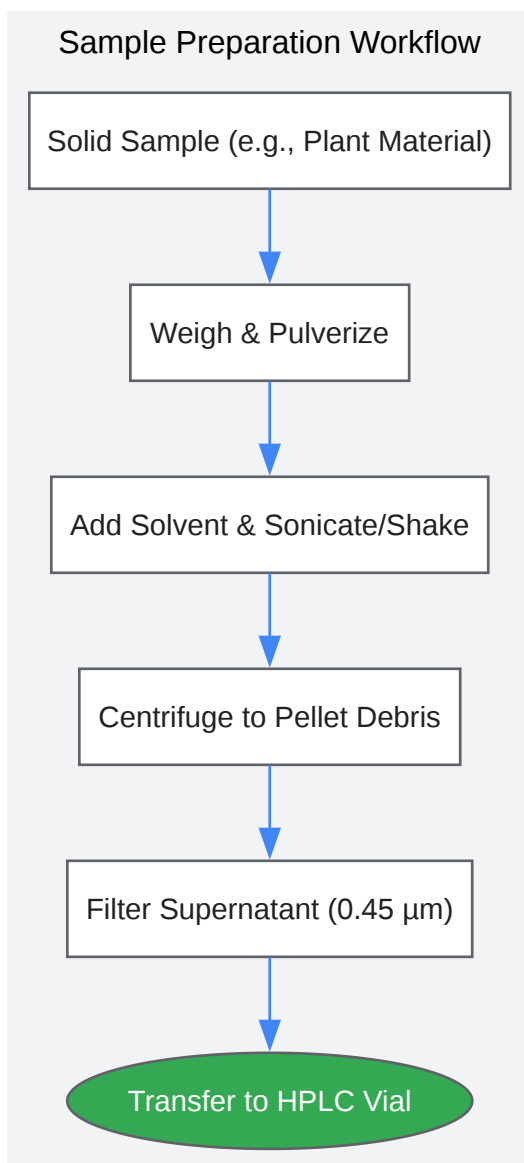 Sample Preparation Workflow
Solid Sample (e.g., Plant Material)
Weigh & Pulverize
Add Solvent & Sonicate/Shake
Centrifuge to Pellet Debris
Filter Supernatant (0.45 µm)
Transfer to HPLC Vial